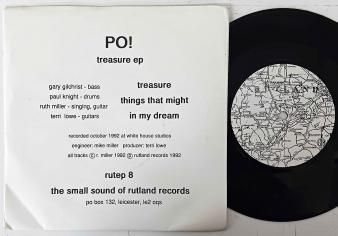 PO!
treasure ep
gary gilchrist - bass
paul knight - drums
ruth miller - singing, guitar
terri lowe - guitars
treasure
things that might
in my dream
recorded october 1992 at white house studios
engineer: mike miller producer: terri lowe
all tracks ⓒ r. miller 1992 ⓟ rutland records 1992
rutep 8
the small sound of rutland records
po box 132, leicester, le2 oqs